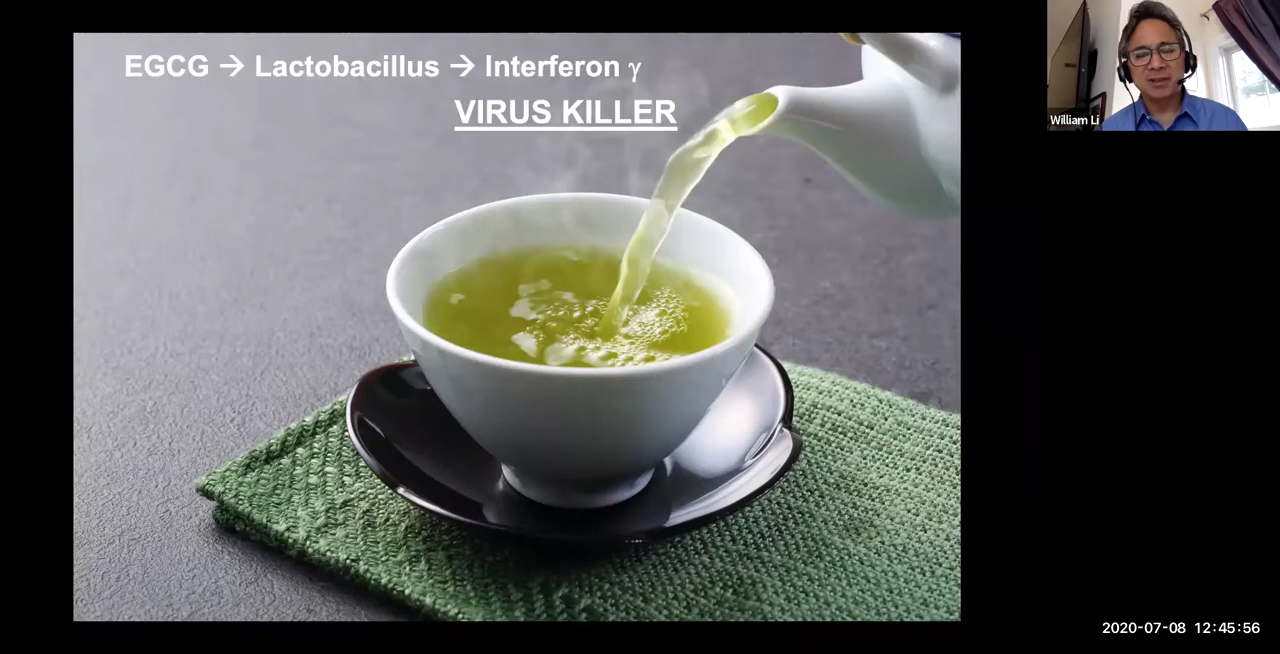 EGCG → Lactobacillus → Interferon γ
VIRUS KILLER
William Li
2020-07-08 12:45:56